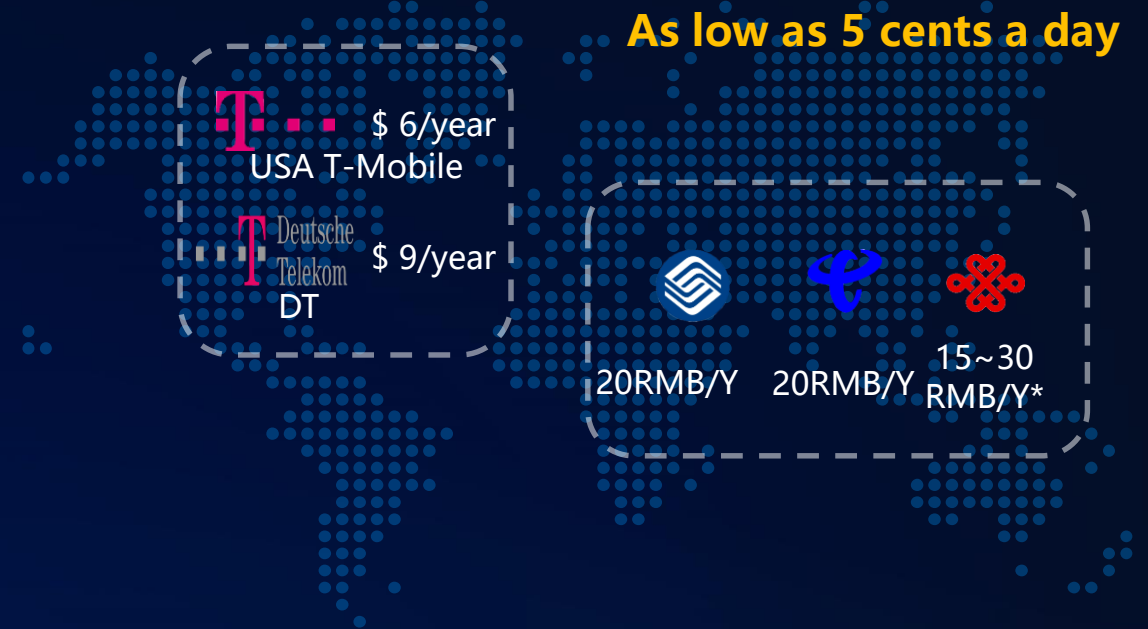 As low as 5 cents a day
T
$ 6/year
USA T-Mobile
T
Deutsche
Telekom
$ 9/year
DT
20RMB/Y
20RMB/Y
15~30
RMB/Y*